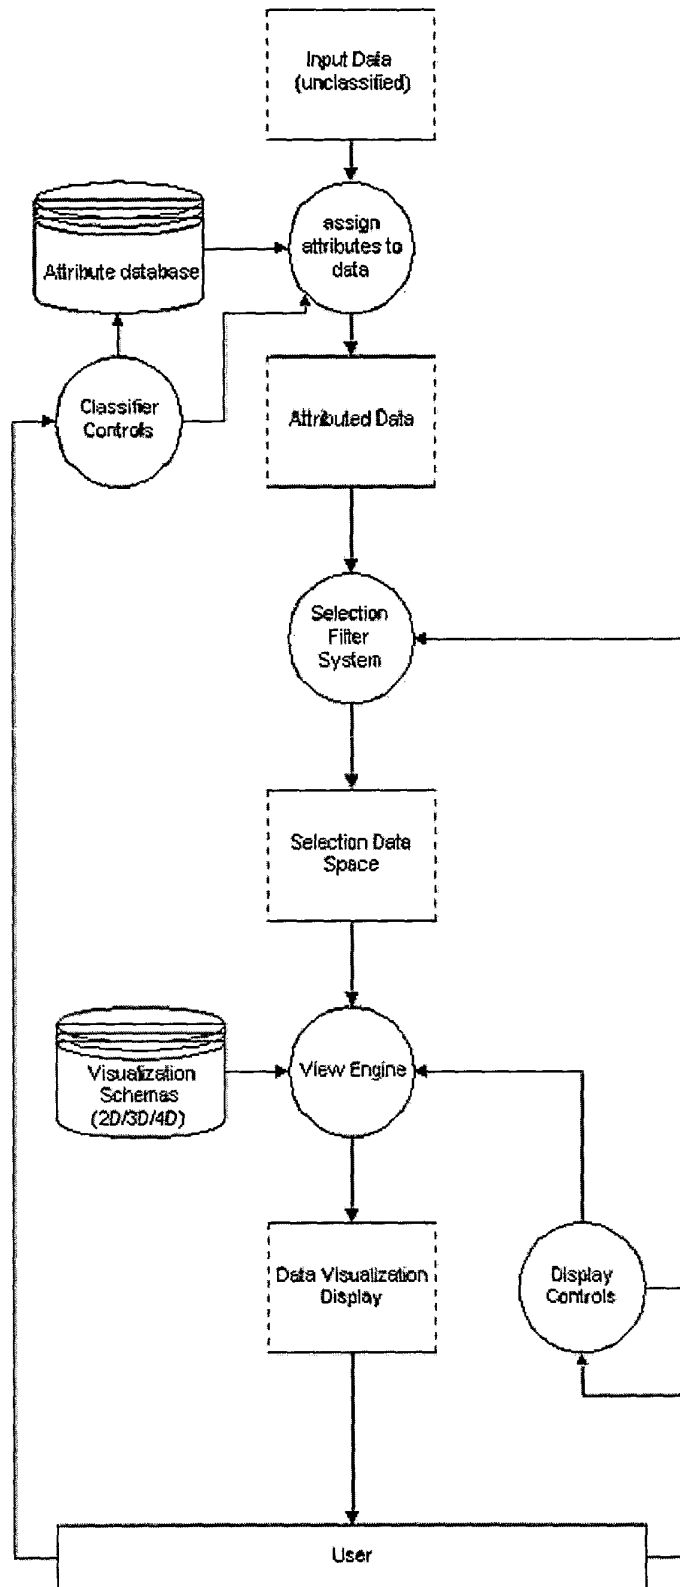 Input Data
(unclassified)
assign
attributes to
data
Attribute database
Classifier
Controls
Attributed Data
Selection
Filter
System
Selection Data
Space
View Engine
Visualization
Schemas
(2D/3D/4D)
Data Visualization
Display
Display
Controls
User